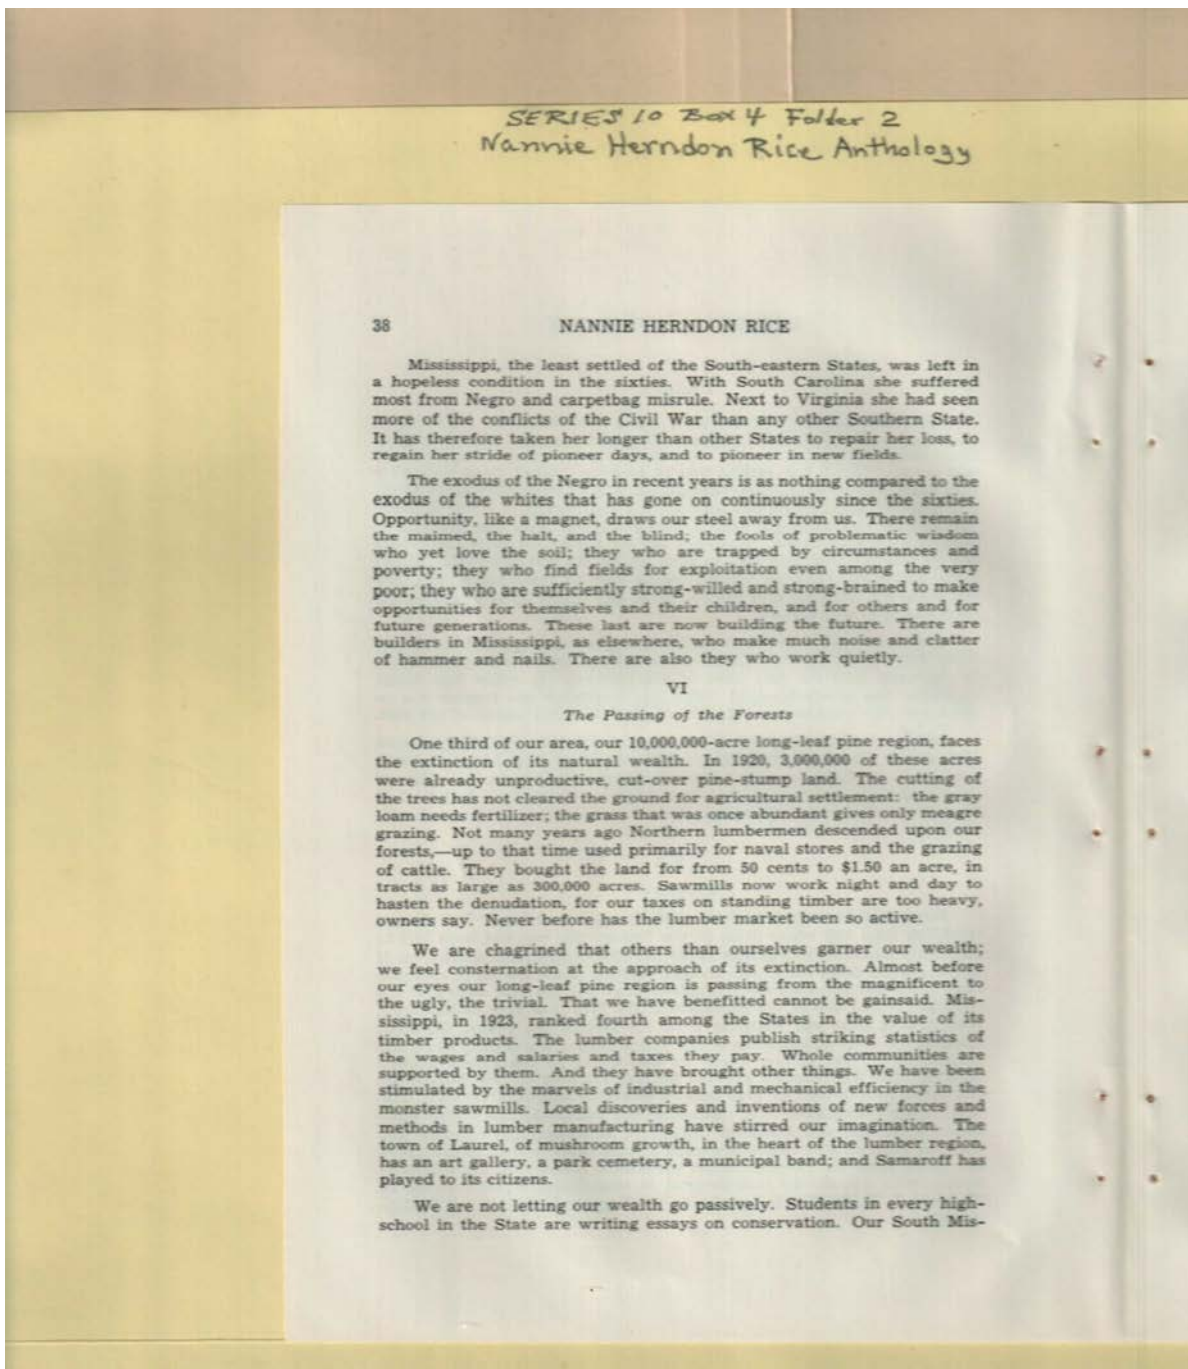 SERIES 10 Box 4 Folder 2
Nannie Herndon Rice Anthology
38 NANNIE HERNDON RICE
Mississippi, the least settled of the South-eastern States, was left in
a hopeless condition in the sixties. With South Carolina she suffered
most from Negro and carpetbag misrule. Next to Virginia she had seen
more of the conflicts of the Civil War than any other Southern State.
It has therefore taken her longer than other States to repair her loss, to
regain her stride of pioneer days, and to pioneer in new fields.
The exodus of the Negro in recent years is as nothing compared to the
exodus of the whites that has gone on continuously since the sixties.
Opportunity, like a magnet, draws our steel away from us. There remain
the maimed, the halt, and the blind; the fools of problematic wisdom
who yet love the soil; they who are trapped by circumstances and
poverty; they who find fields for exploitation even among the very
poor; they who are sufficiently strong-willed and strong-brained to make
opportunities for themselves and their children, and for others and for
future generations. These last are now building the future. There are
builders in Mississippi, as elsewhere, who make much noise and clatter
of hammer and nails. There are also they who work quietly.
VI
The Passing of the Forests
One third of our area, our 10,000,000-acre long-leaf pine region, faces
the extinction of its natural wealth. In 1920, 3,000,000 of these acres
were already unproductive, cut-over pine-stump land. The cutting of
the trees has not cleared the ground for agricultural settlement: the gray
loam needs fertilizer; the grass that was once abundant gives only meagre
grazing. Not many years ago Northern lumbermen descended upon our
forests,—up to that time used primarily for naval stores and the grazing
of cattle. They bought the land for from 50 cents to $1.50 an acre, in
tracts as large as 300,000 acres. Sawmills now work night and day to
hasten the denudation, for our taxes on standing timber are too heavy,
owners say. Never before has the lumber market been so active.
We are chagrined that others than ourselves garner our wealth;
we feel consternation at the approach of its extinction. Almost before
our eyes our long-leaf pine region is passing from the magnificent to
the ugly, the trivial. That we have benefitted cannot be gainsaid. Mis-
sissippi, in 1923, ranked fourth among the States in the value of its
timber products. The lumber companies publish striking statistics of
the wages and salaries and taxes they pay. Whole communities are
supported by them. And they have brought other things. We have been
stimulated by the marvels of industrial and mechanical efficiency in the
monster sawmills. Local discoveries and inventions of new forces and
methods in lumber manufacturing have stirred our imagination. The
town of Laurel, of mushroom growth, in the heart of the lumber region,
has an art gallery, a park cemetery, a municipal band; and Samaroff has
played to its citizens.
We are not letting our wealth go passively. Students in every high-
school in the State are writing essays on conservation. Our South Mis-